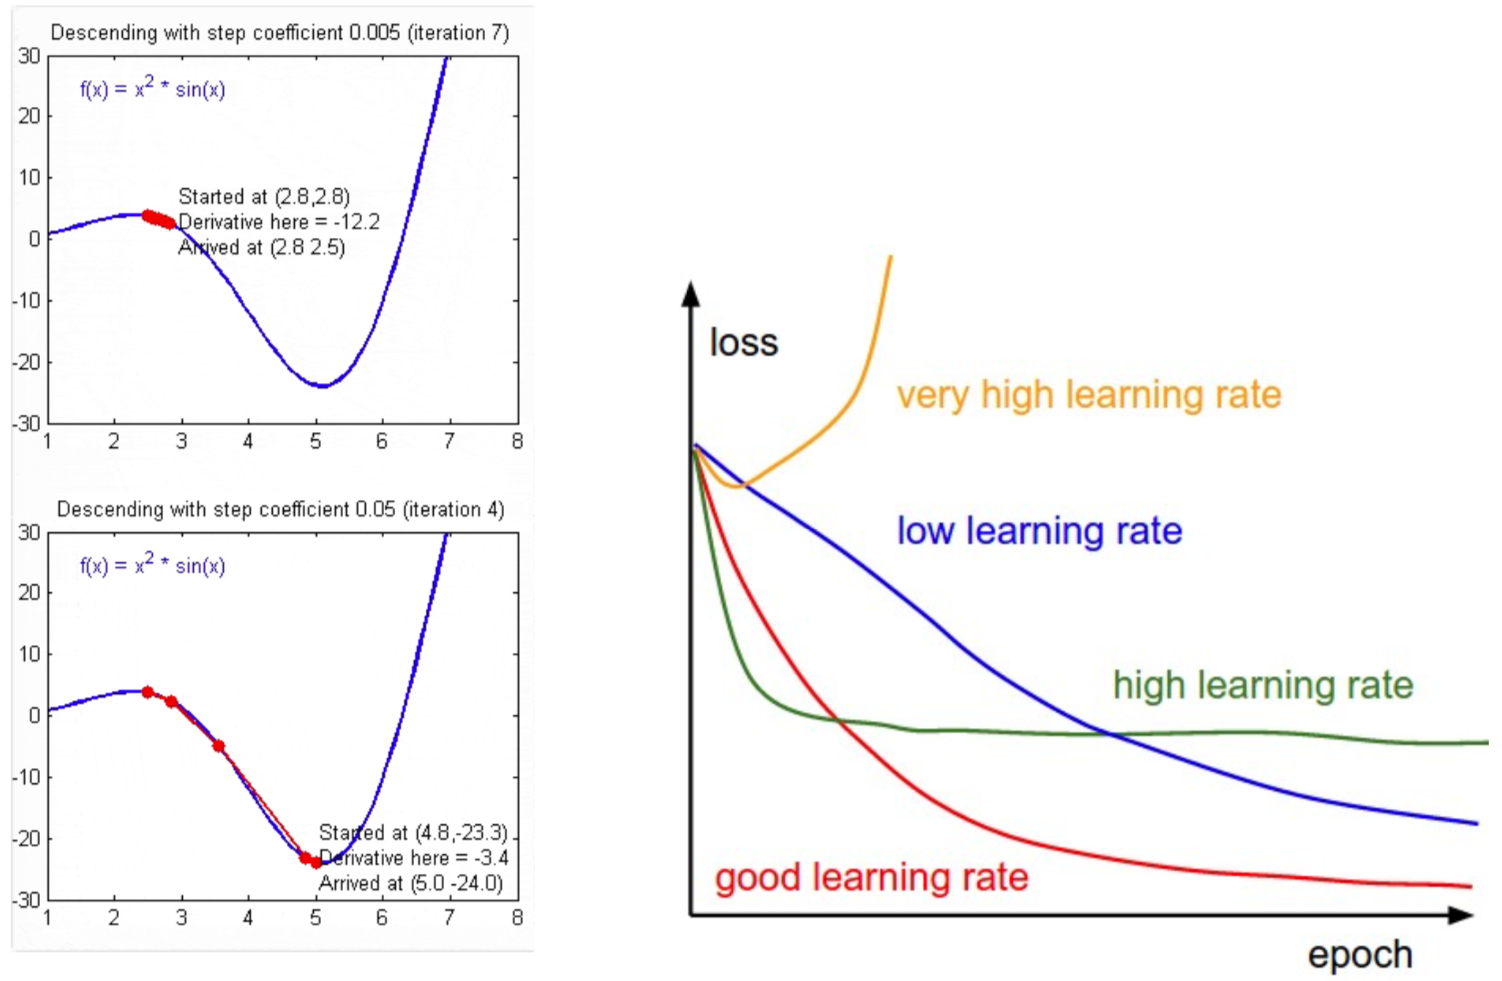 Descending with step coefficient 0.005 (iteration 7)
30
f(x) = x² * sin(x)
20
10
Started at (2.8,2.8)
Derivative here = -12.2
0
Arrived at (2.8 2.5)
-10
-20
-30
1 2 3 4 5 6 7 8
Descending with step coefficient 0.05 (iteration 4)
30
f(x) = x² * sin(x)
20
10
0
-10
-20
Started at (4.8,-23.3)
Derivative here = -3.4
Arrived at (5.0 -24.0)
-30
1 2 3 4 5 6 7 8
loss
very high learning rate
low learning rate
high learning rate
good learning rate
epoch